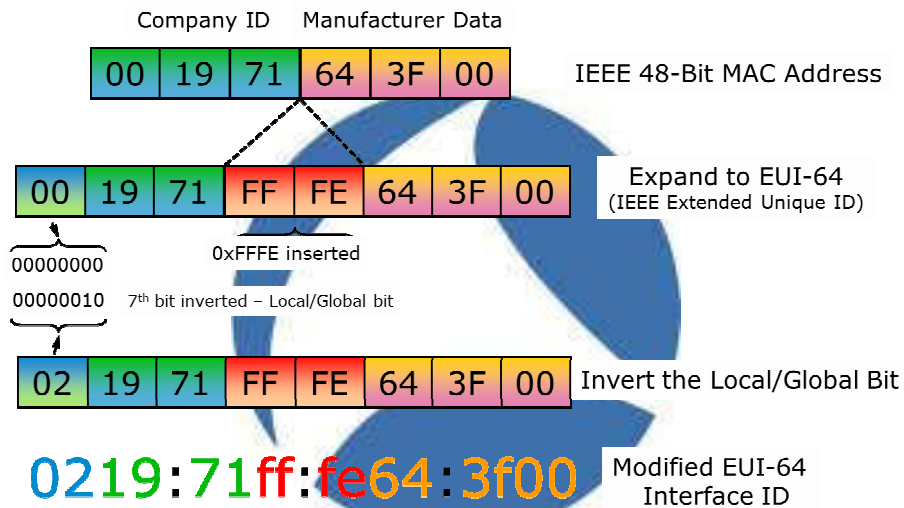 Company ID Manufacturer Data
00 19 71 64 3F 00 IEEE 48-Bit MAC Address
00 19 71 FF FE 64 3F 00 Expand to EUI-64
(IEEE Extended Unique ID)
0xFFFE inserted
00000000
00000010 7th bit inverted – Local/Global bit
02 19 71 FF FE 64 3F 00 Invert the Local/Global Bit
0219:71ff:fe64:3f00 Modified EUI-64
Interface ID